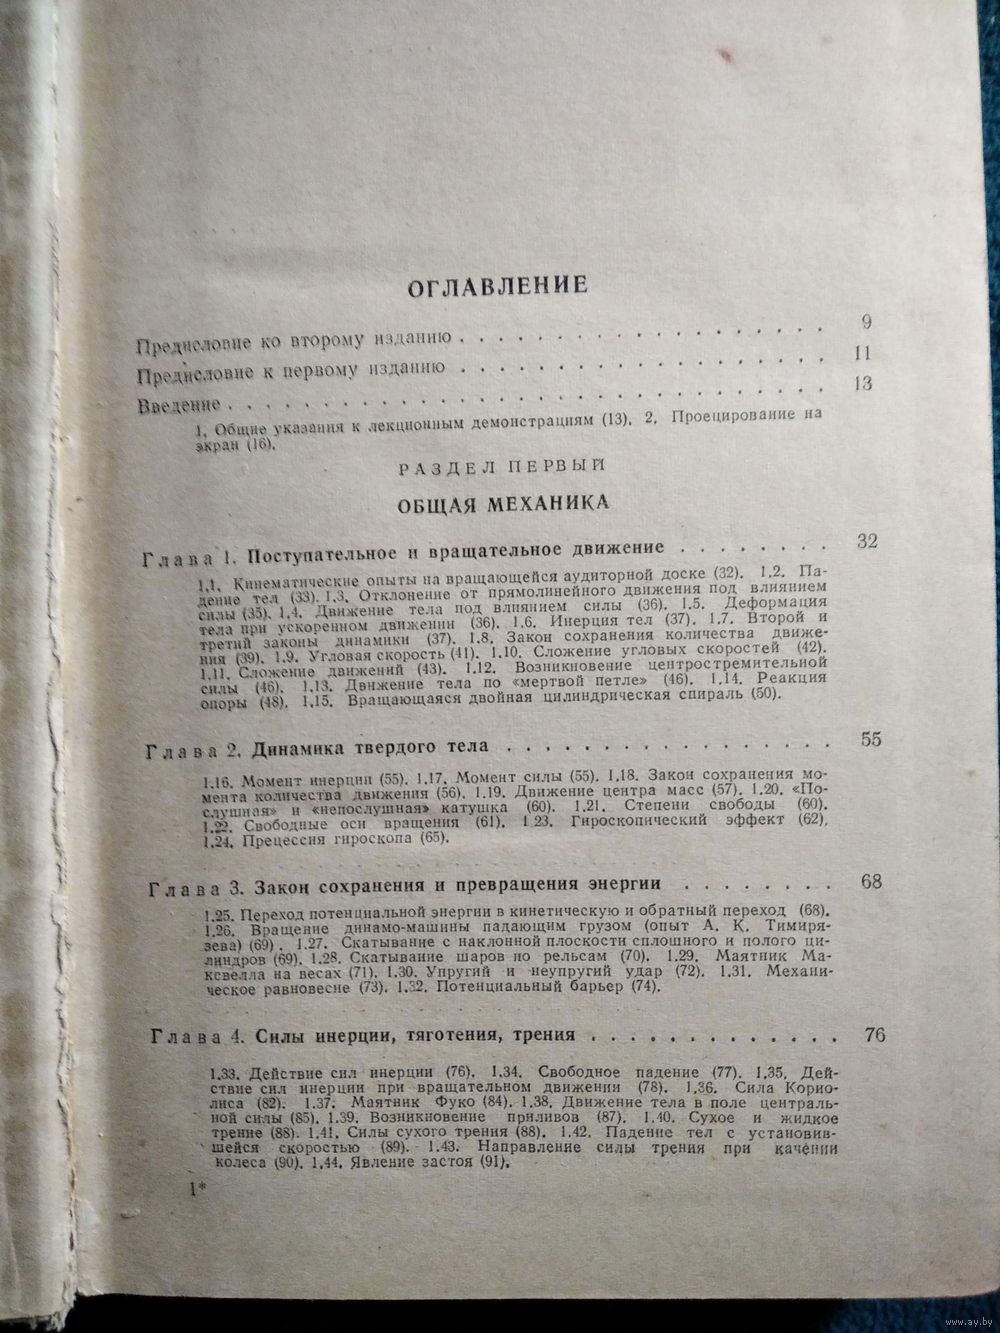 ОГЛАВЛЕНИЕ
Предисловие ко второму изданию . . . . . . . . . . . . . . . . . 9
Предисловие к первому изданию . . . . . . . . . . . . . . . . . 11
Введение . . . . . . . . . . . . . . . . . . . . . . . . . . 13
1. Общие указания к лекционным демонстрациям (13). 2. Проецирование на
экран (16).
РАЗДЕЛ ПЕРВЫЙ
ОБЩАЯ МЕХАНИКА
Глава 1. Поступательное и вращательное движение . . . . . . . . 32
1.1. Кинематические опыты на вращающейся аудиторной доске (32). 1.2. Па-
дение тел (33). 1.3. Отклонение от прямолинейного движения под влиянием
силы (35). 1.4. Движение тела под влиянием силы (36). 1.5. Деформация
тела при ускоренном движении (36). 1.6. Инерция тел (37). 1.7. Второй и
третий законы динамики (37). 1.8. Закон сохранения количества движе-
ния (39). 1.9. Угловая скорость (41). 1.10. Сложение угловых скоростей (42).
1.11. Сложение движений (43). 1.12. Возникновение центростремительной
силы (46). 1.13. Движение тела по «мертвой петле» (46). 1.14. Реакция
опоры (48). 1.15. Вращающаяся двойная цилиндрическая спираль (50).
Глава 2. Динамика твердого тела . . . . . . . . . . . . . . . . . 55
1.16. Момент инерции (55). 1.17. Момент силы (55). 1.18. Закон сохранения мо-
мента количества движения (56). 1.19. Движение центра масс (57). 1.20. «По-
слушная» и «непослушная» катушка (60). 1.21. Степени свободы (60).
1.22. Свободные оси вращения (61). 1.23. Гироскопический эффект (62).
1.24. Прецессия гироскопа (65).
Глава 3. Закон сохранения и превращения энергии . . . . . . . . 68
1.25. Переход потенциальной энергии в кинетическую и обратный переход (68).
1.26. Вращение динамо-машины падающим грузом (опыт А. К. Тимиря-
зева) (69). 1.27. Скатывание с наклонной плоскости сплошного и полого ци-
линдров (69). 1.28. Скатывание шаров по рельсам (70). 1.29. Маятник Ма-
ксвелла на весах (71). 1.30. Упругий и неупругий удар (72). 1.31. Механи-
ческое равновесие (73). 1.32. Потенциальный барьер (74).
Глава 4. Силы инерции, тяготения, трения . . . . . . . . . . . . . 76
1.33. Действие сил инерции (76). 1.34. Свободное падение (77). 1.35. Дей-
ствие сил инерции при вращательном движении (78). 1.36. Сила Корио-
лиса (82). 1.37. Маятник Фуко (84). 1.38. Движение тела в поле централь-
ной силы (85). 1.39. Возникновение приливов (87). 1.40. Сухое и жидкое
трение (88). 1.41. Силы сухого трения (88). 1.42. Падение тел с установив-
шейся скоростью (89). 1.43. Направление силы трения при качении
колеса (90). 1.44. Явление застоя (91).
1*
www.ay.by